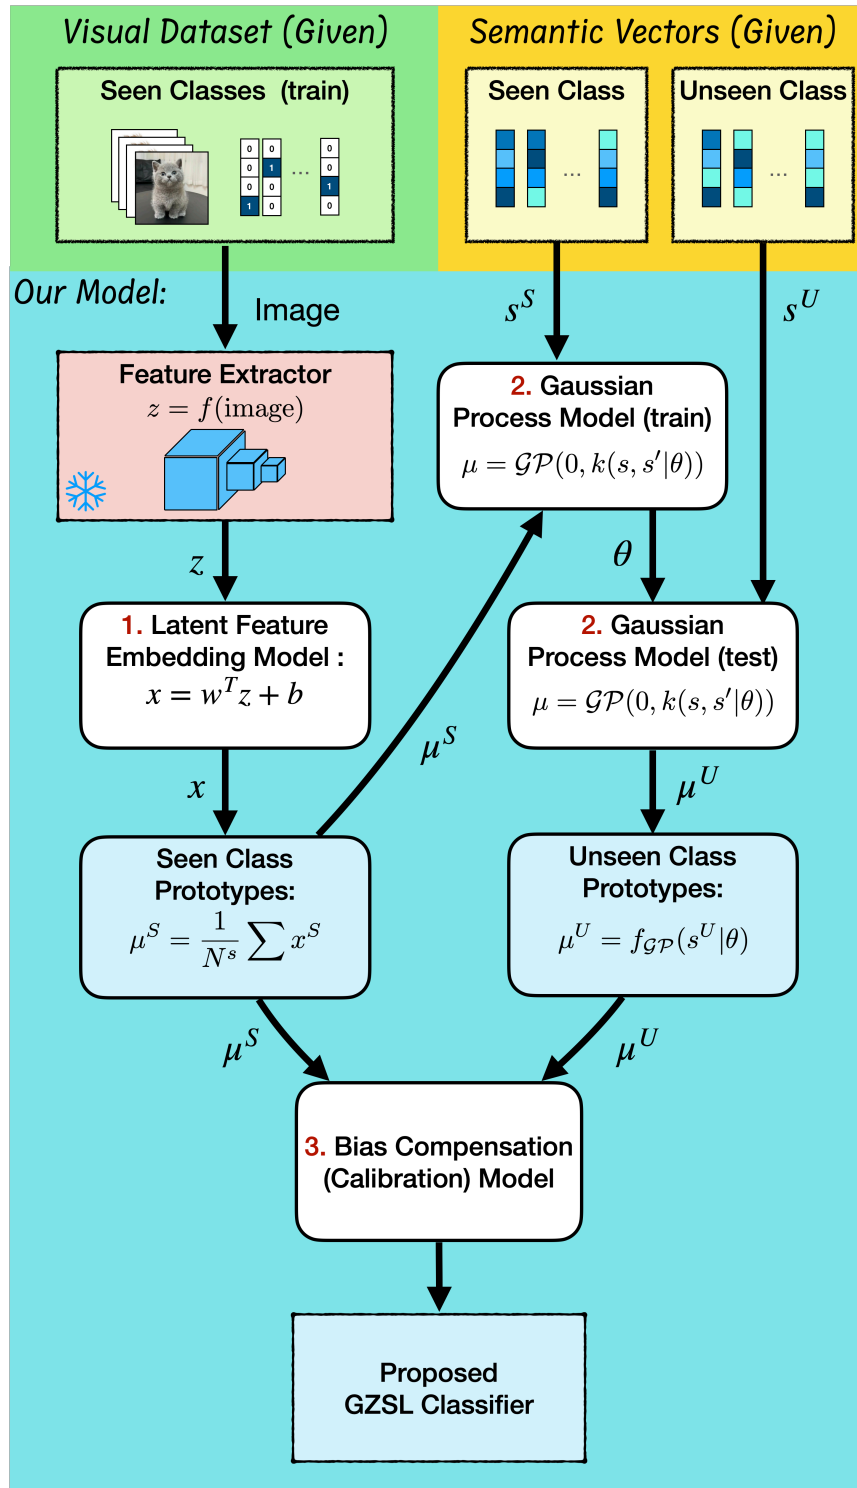 Visual Dataset (Given)
Semantic Vectors (Given)
Seen Classes (train)
0 0 0
0 1 ... 0
0 0 1
1 0 0
Seen Class
...
Unseen Class
...
Our Model:
Image
s^S
s^U
Feature Extractor
z = f(image)
2. Gaussian
Process Model (train)
μ = 𝒢𝒫(0, k(s, s′|θ))
z
θ
1. Latent Feature
Embedding Model :
x = w^T z + b
2. Gaussian
Process Model (test)
μ = 𝒢𝒫(0, k(s, s′|θ))
μ^S
x
μ^U
Seen Class
Prototypes:
μ^S = 1/N^s ∑ x^S
Unseen Class
Prototypes:
μ^U = f_𝒢𝒫(s^U|θ)
μ^S
μ^U
3. Bias Compensation
(Calibration) Model
Proposed
GZSL Classifier